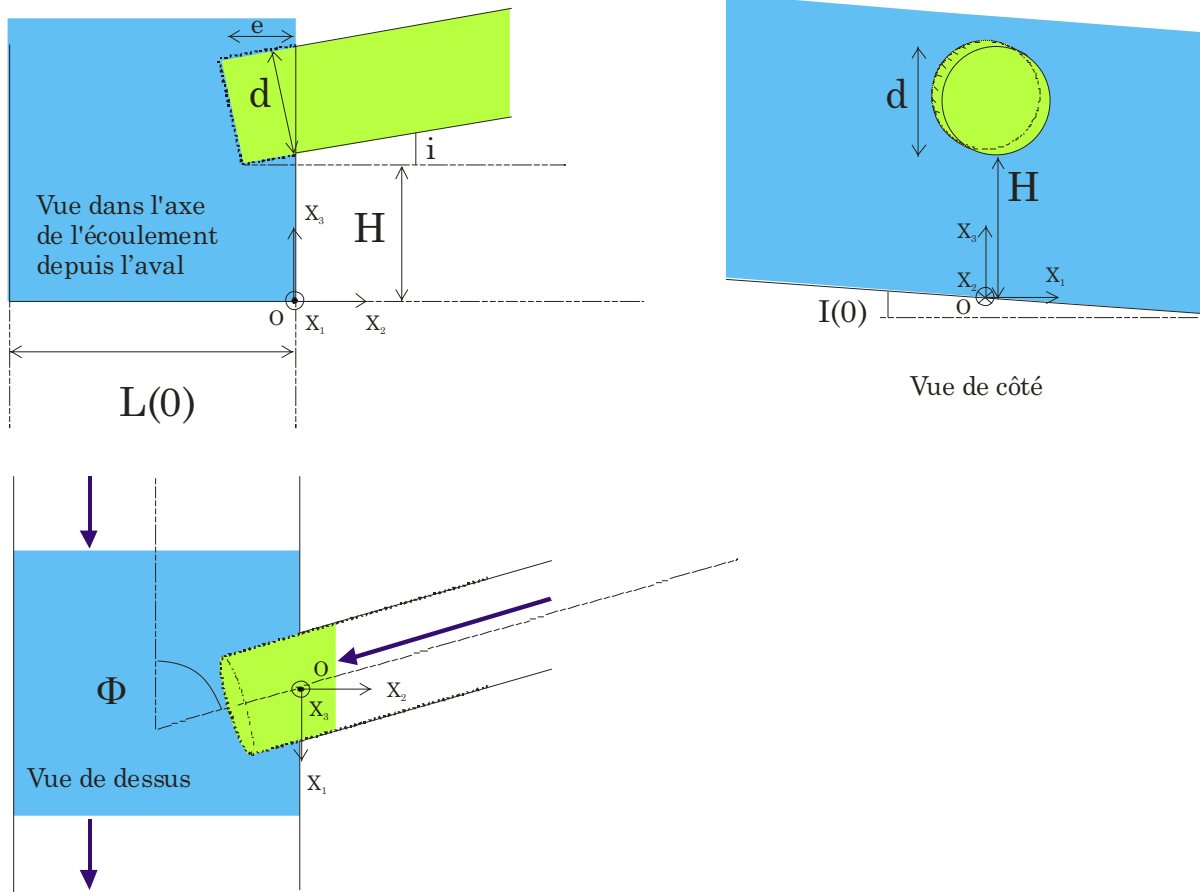 e
d
i
Vue dans l'axe
de l'écoulement
depuis l’aval
X₃
H
O
X₁
X₂
L(0)
d
H
X₃
X₂
X₁
O
I(0)
Vue de côté
Φ
O
X₂
X₃
Vue de dessus
X₁